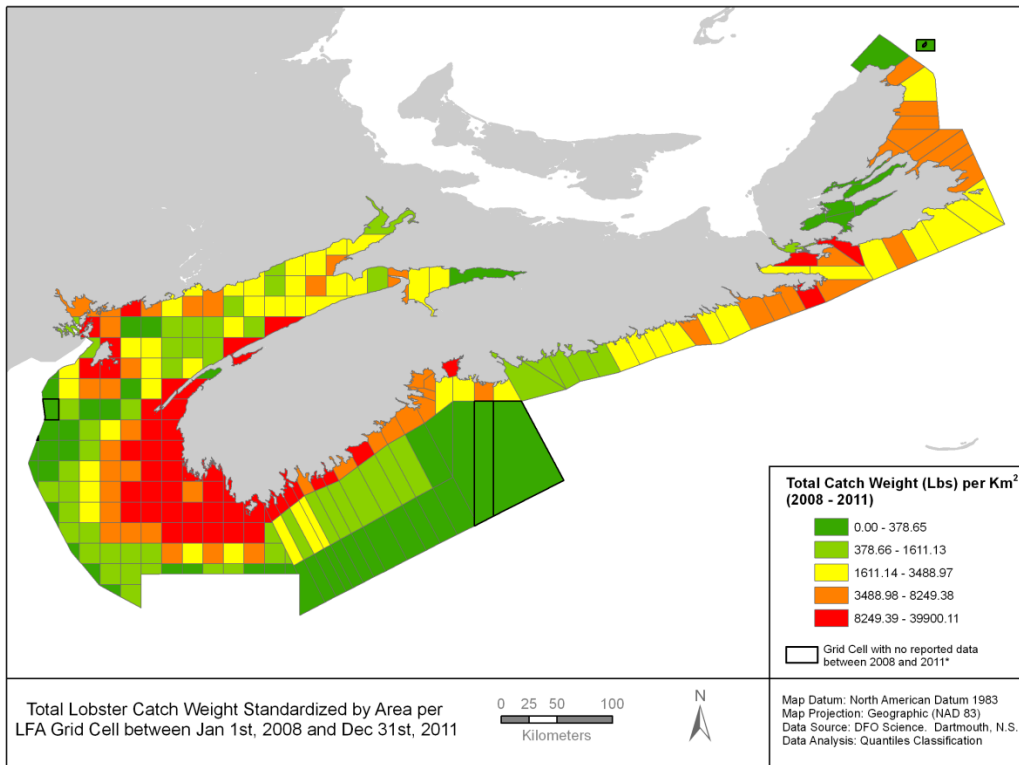 Total Catch Weight (Lbs) per Km²
(2008 - 2011)
0.00 - 378.65
378.66 - 1611.13
1611.14 - 3488.97
3488.98 - 8249.38
8249.39 - 39900.11
Grid Cell with no reported data
between 2008 and 2011*
Total Lobster Catch Weight Standardized by Area per
LFA Grid Cell between Jan 1st, 2008 and Dec 31st, 2011
0 25 50 100
Kilometers
N
Map Datum: North American Datum 1983
Map Projection: Geographic (NAD 83)
Data Source: DFO Science. Dartmouth, N.S.
Data Analysis: Quantiles Classification